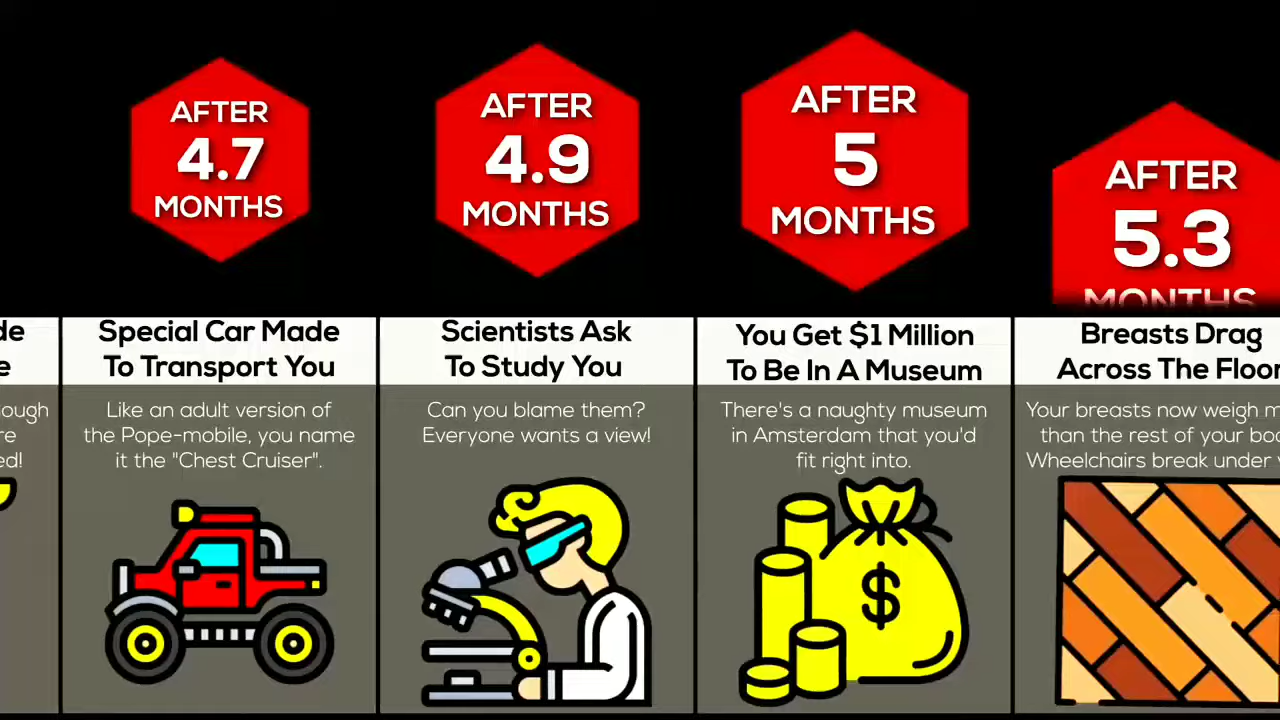 AFTER
4.7
MONTHS
AFTER
4.9
MONTHS
AFTER
5
MONTHS
AFTER
5.3
MONTHS
Special Car Made
To Transport You
Like an adult version of
the Pope-mobile, you name
it the "Chest Cruiser".
Scientists Ask
To Study You
Can you blame them?
Everyone wants a view!
You Get $1 Million
To Be In A Museum
There's a naughty museum
in Amsterdam that you'd
fit right into.
$
Breasts Drag
Across The Floor
Your breasts now weigh
than the rest of your
Wheelchairs break under